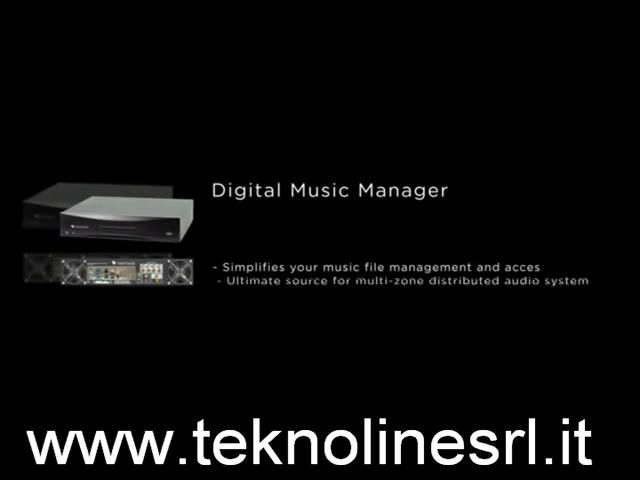 Digital Music Manager
- Simplifies your music file management and acces
- Ultimate source for multi-zone distributed audio system
www.teknolinesrl.it